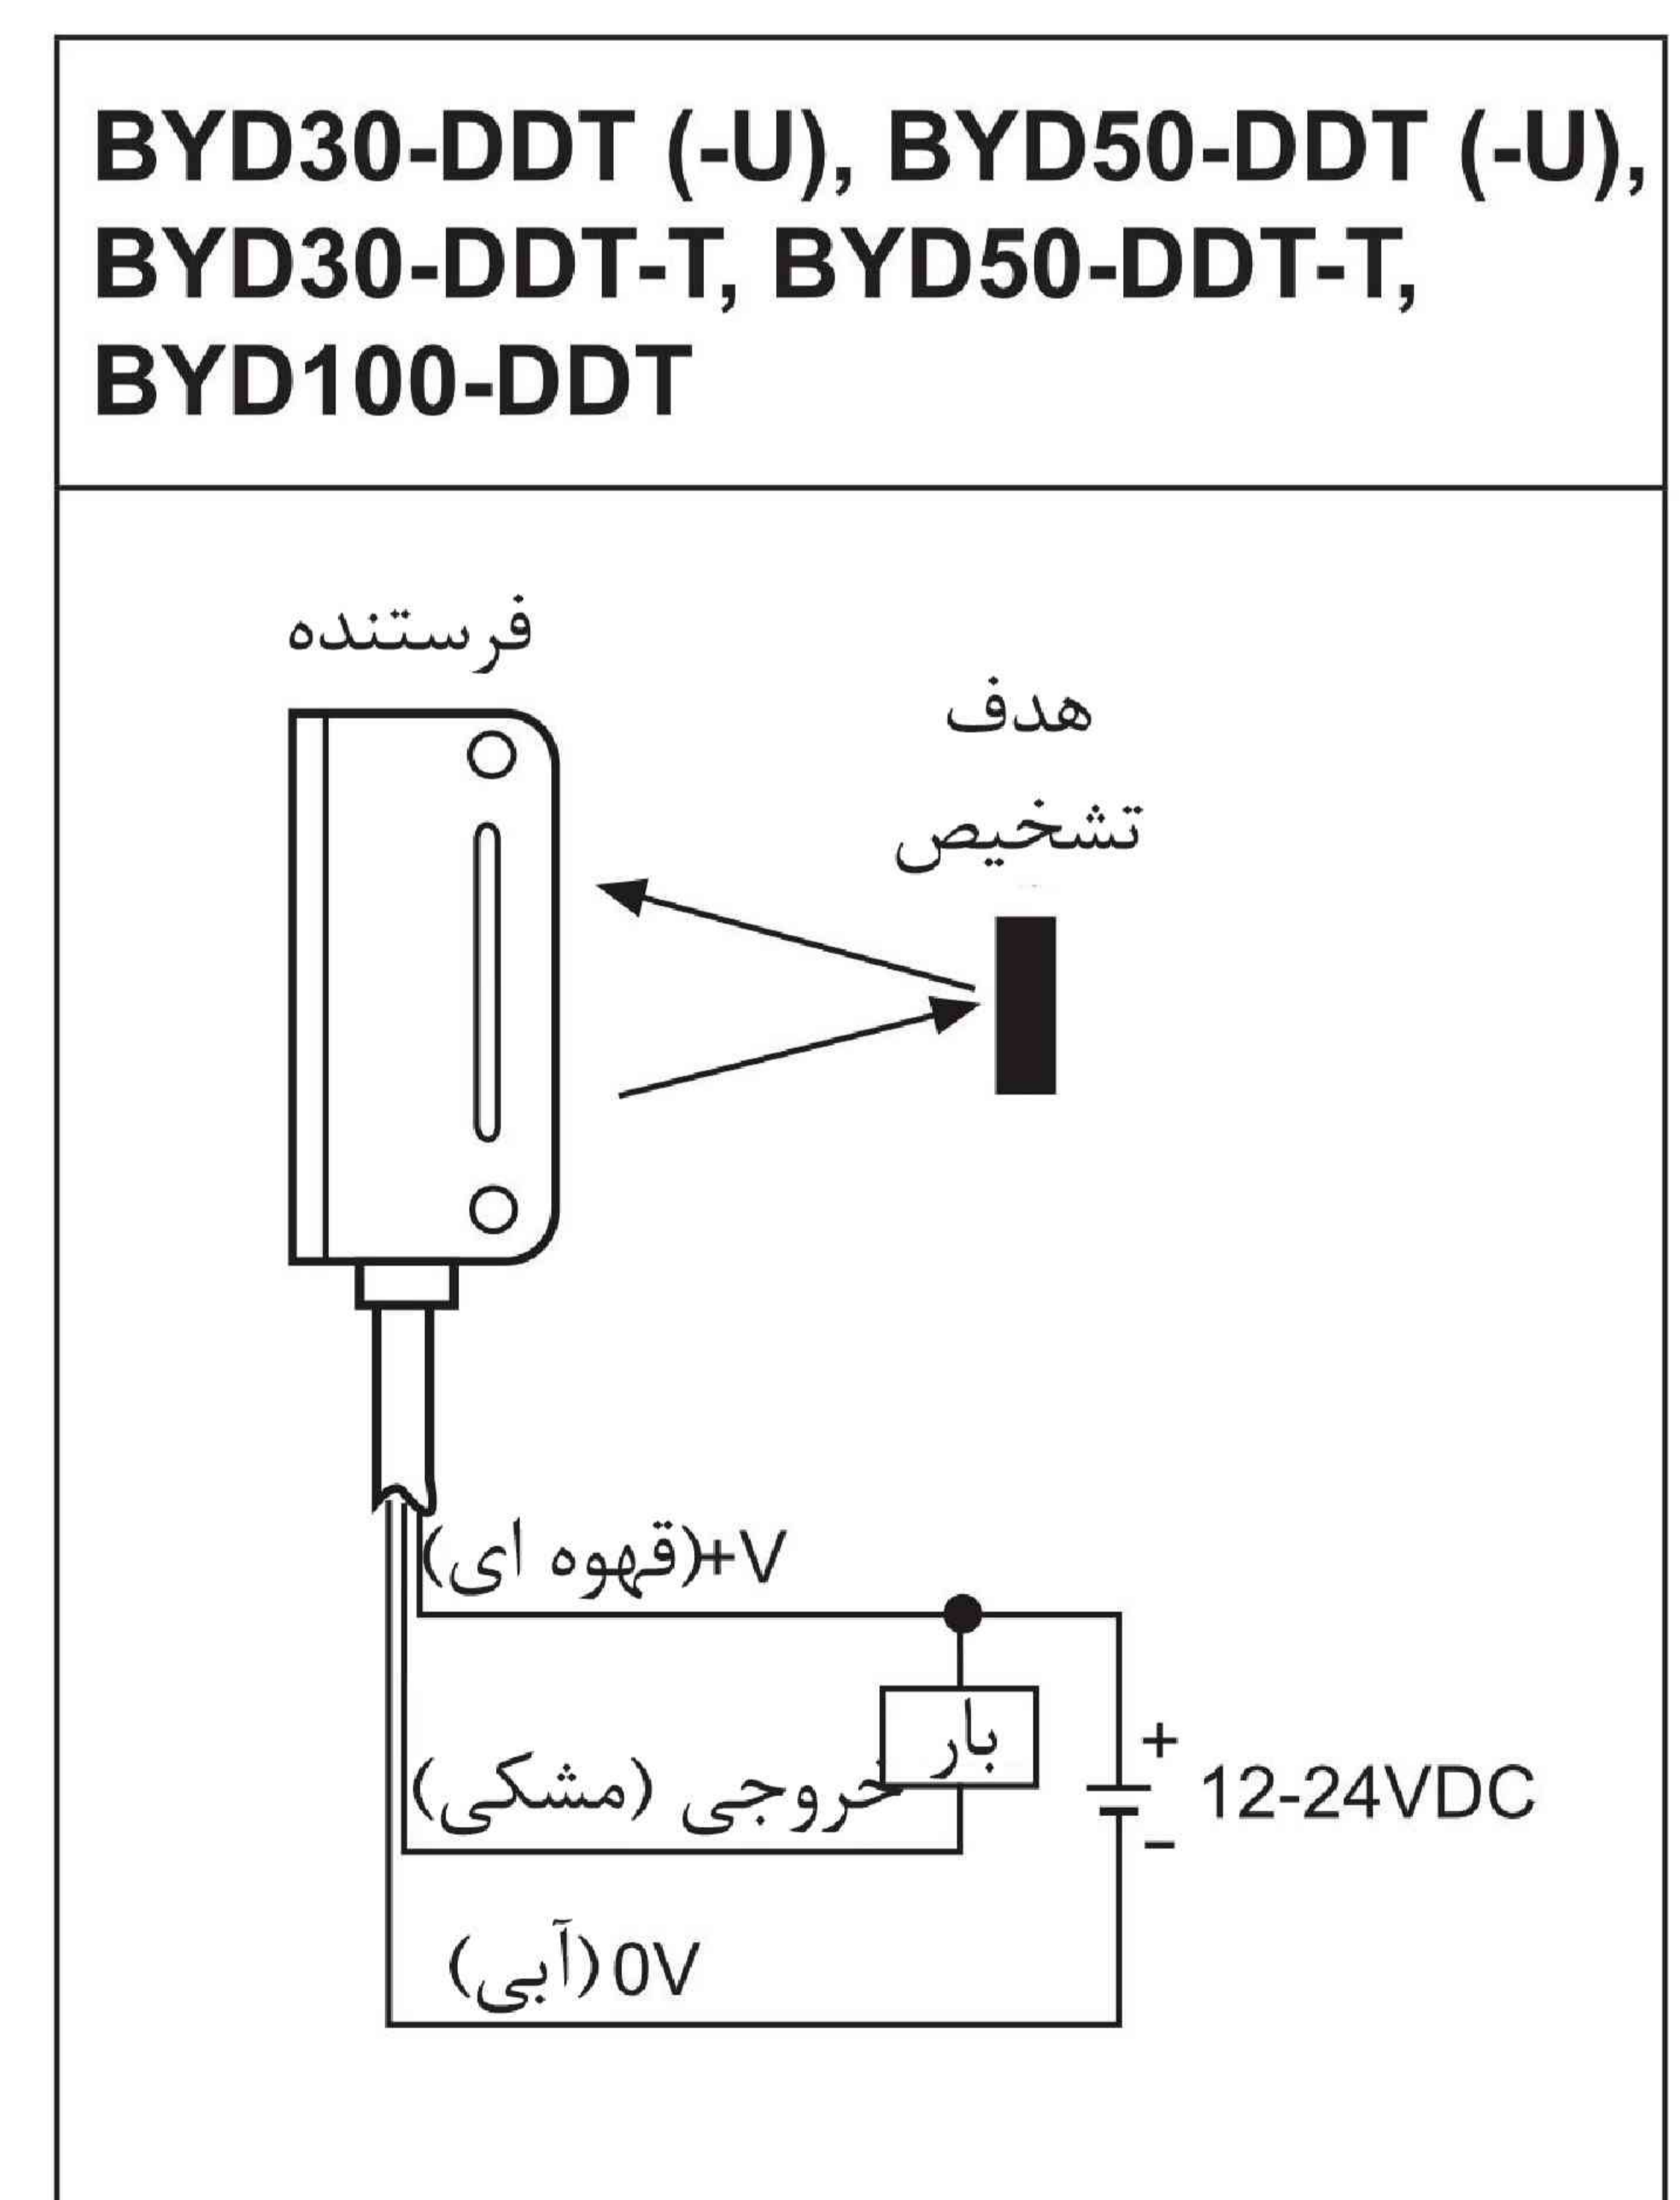 BYD30-DDT (-U), BYD50-DDT (-U),
BYD30-DDT-T, BYD50-DDT-T,
BYD100-DDT
فرستنده
هدف
تشخیص
(قهوه ای)+V
بار
+
خروجی (مشکی)
12-24VDC
–
(آبی)0V